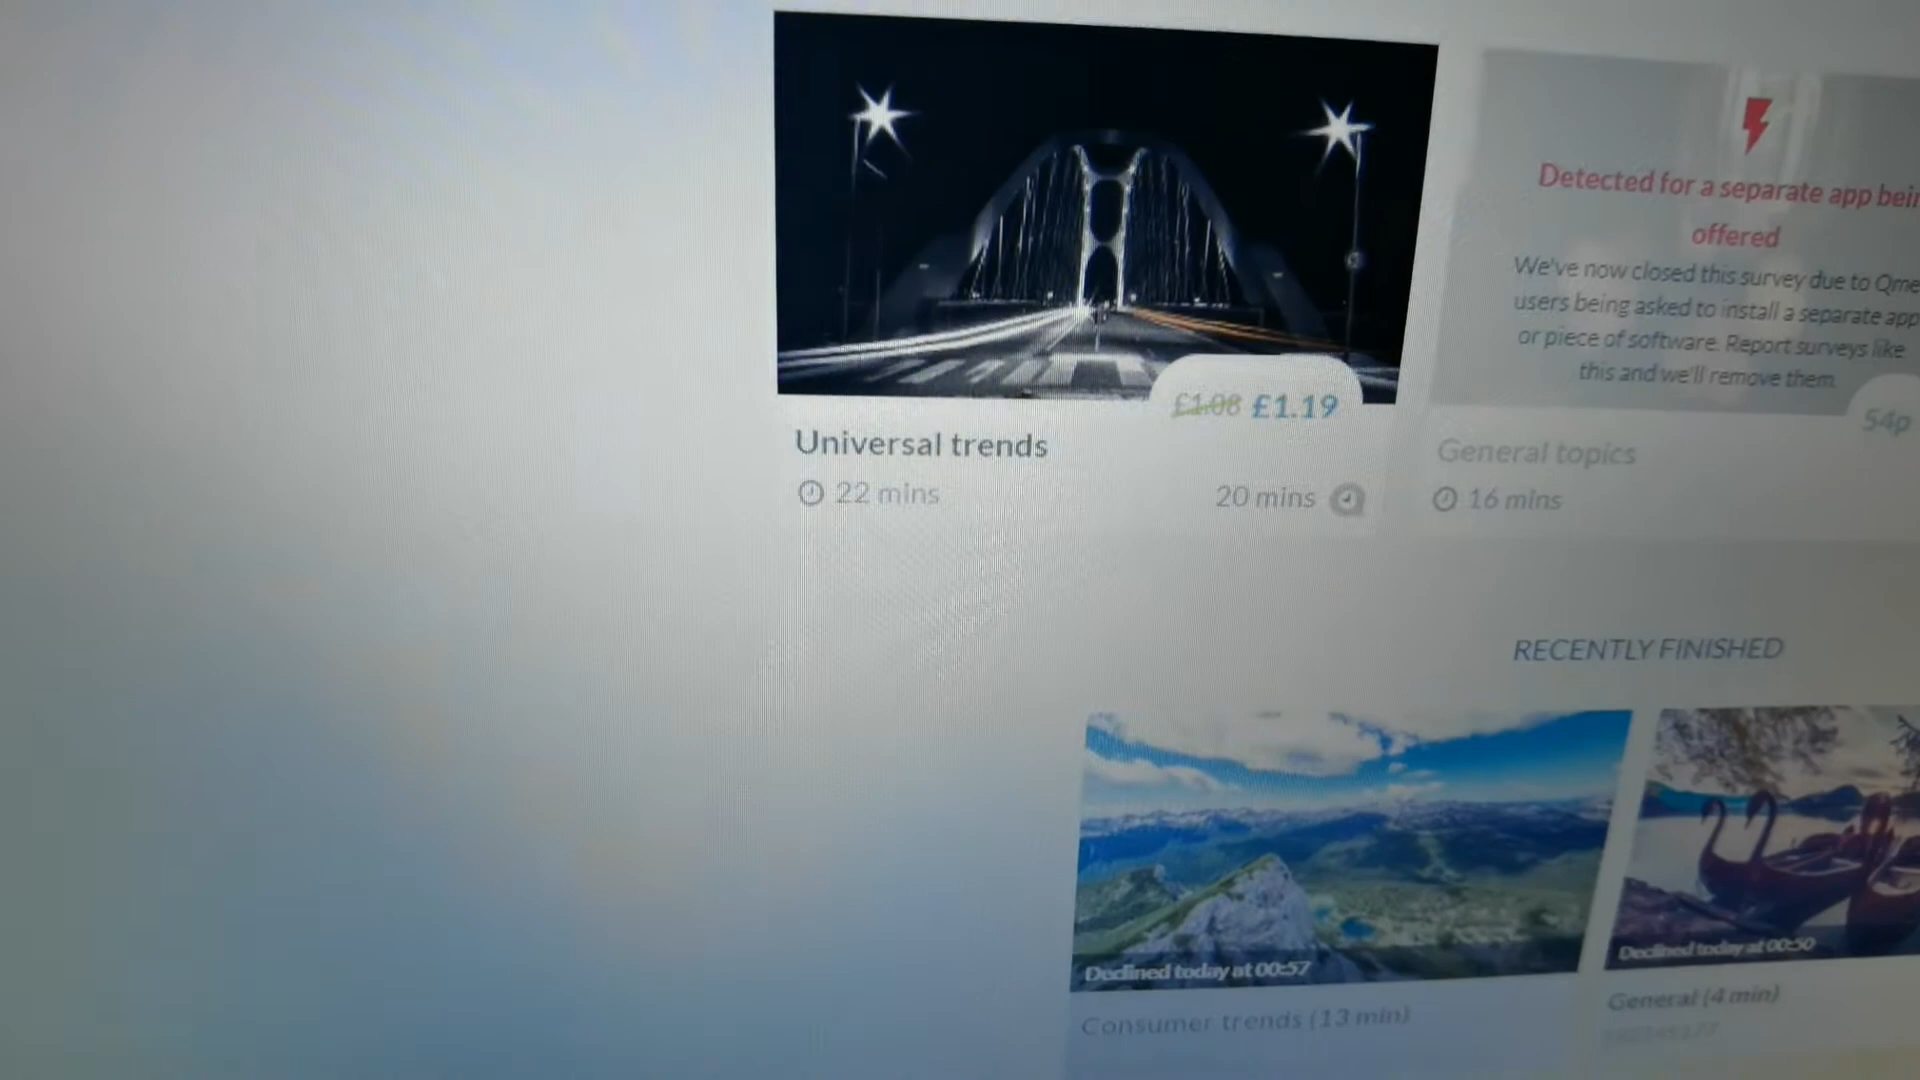 Detected for a separate app
offered
We've now closed this survey due to
users being asked to install a separate app
or piece of software. Report surveys like
this and we'll remove them.
£1.08 £1.19
54p
Universal trends
General topics
22 mins
20 mins
16 mins
RECENTLY FINISHED
Declined today at 00:57
Declined today at 00:50
Consumer trends (13 min)
General (4 min)